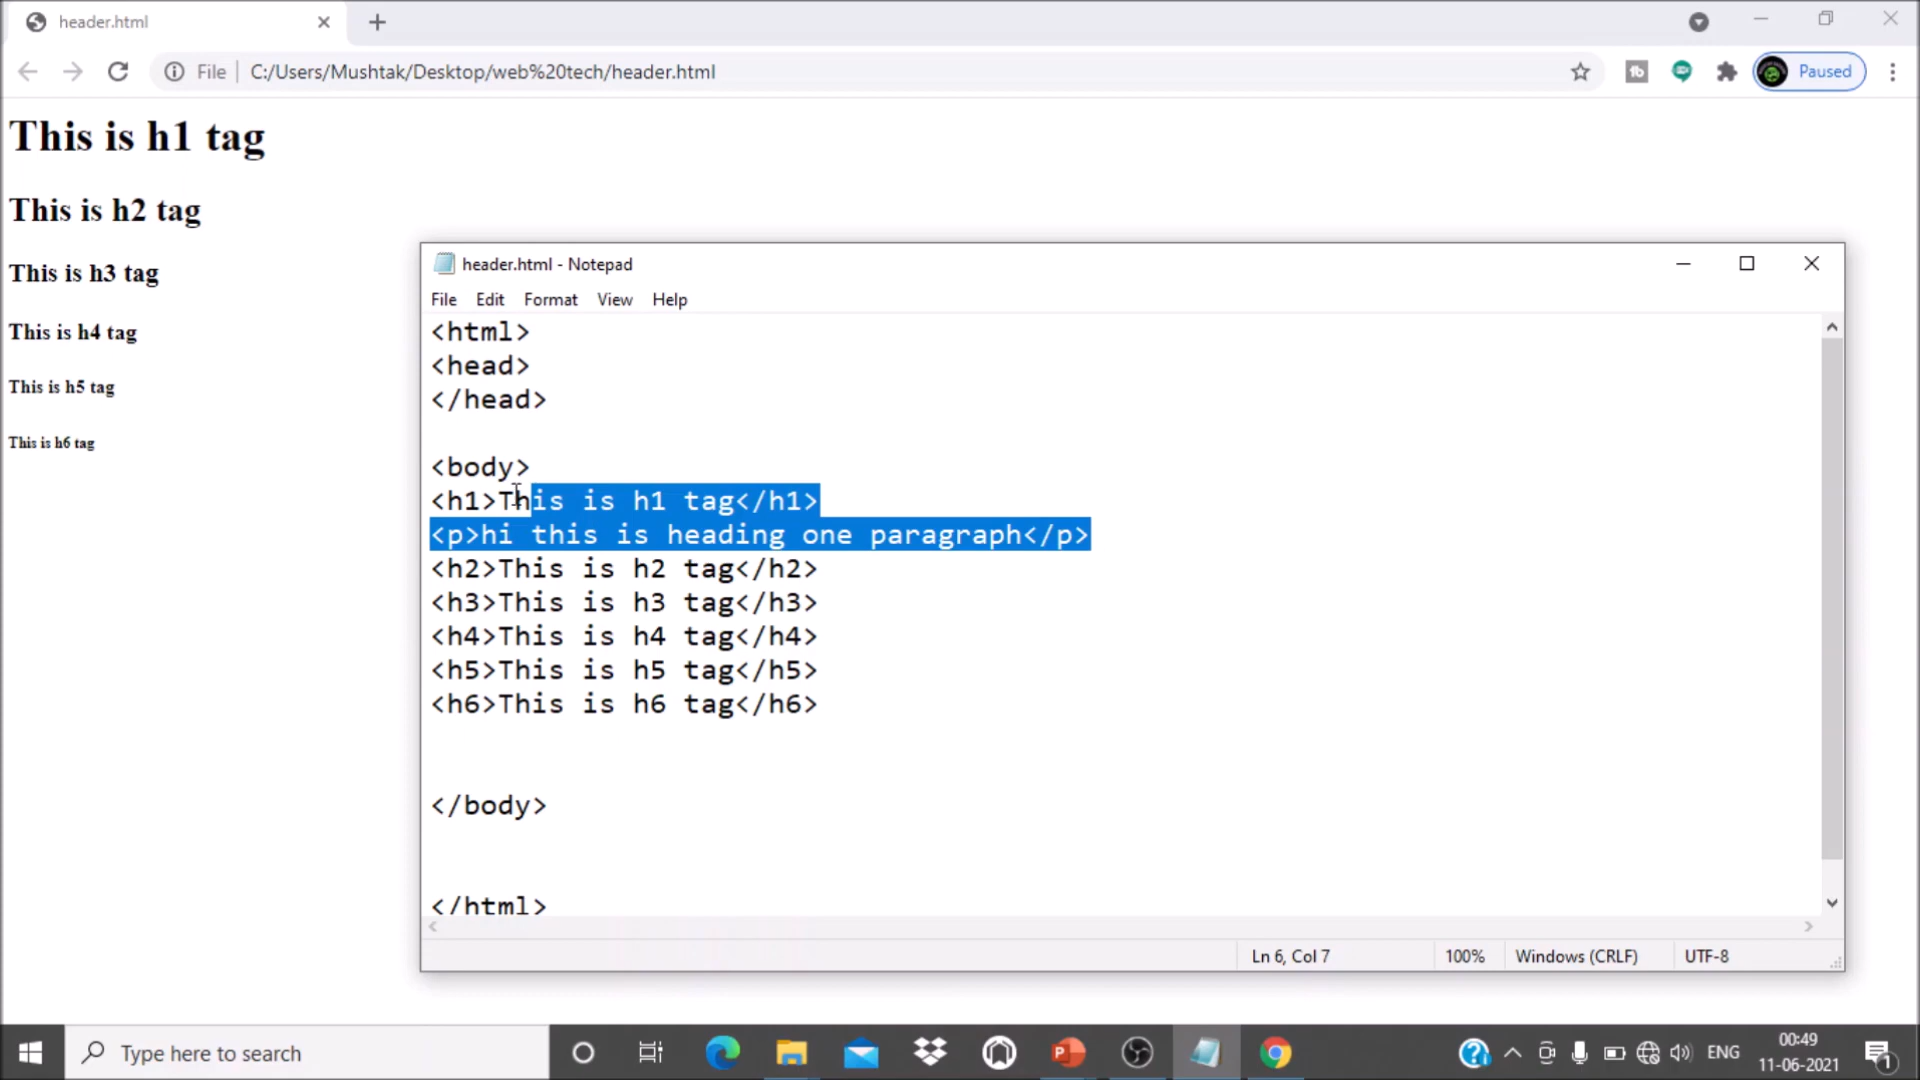 header.html
File
C:/Users/Mushtak/Desktop/web%20tech/header.html
Paused
This is h1 tag
This is h2 tag
This is h3 tag
This is h4 tag
This is h5 tag
This is h6 tag
header.html - Notepad
File Edit Format View Help
<html>
<head>
</head>
<body>
<h1>This is h1 tag</h1>
<p>hi this is heading one paragraph</p>
<h2>This is h2 tag</h2>
<h3>This is h3 tag</h3>
<h4>This is h4 tag</h4>
<h5>This is h5 tag</h5>
<h6>This is h6 tag</h6>
</body>
</html>
Ln 6, Col 7 100% Windows (CRLF) UTF-8
Type here to search
ENG
00:49
11-06-2021
1